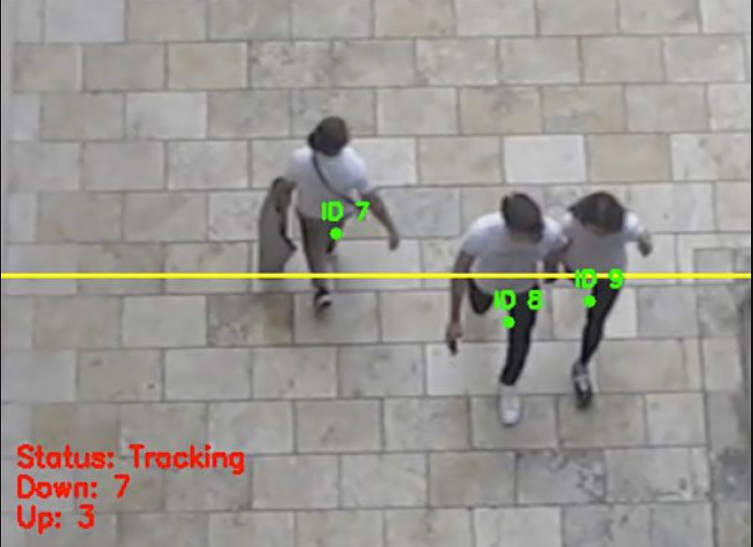 ID 7
ID 8
ID 9
Status: Tracking
Down: 7
Up: 3